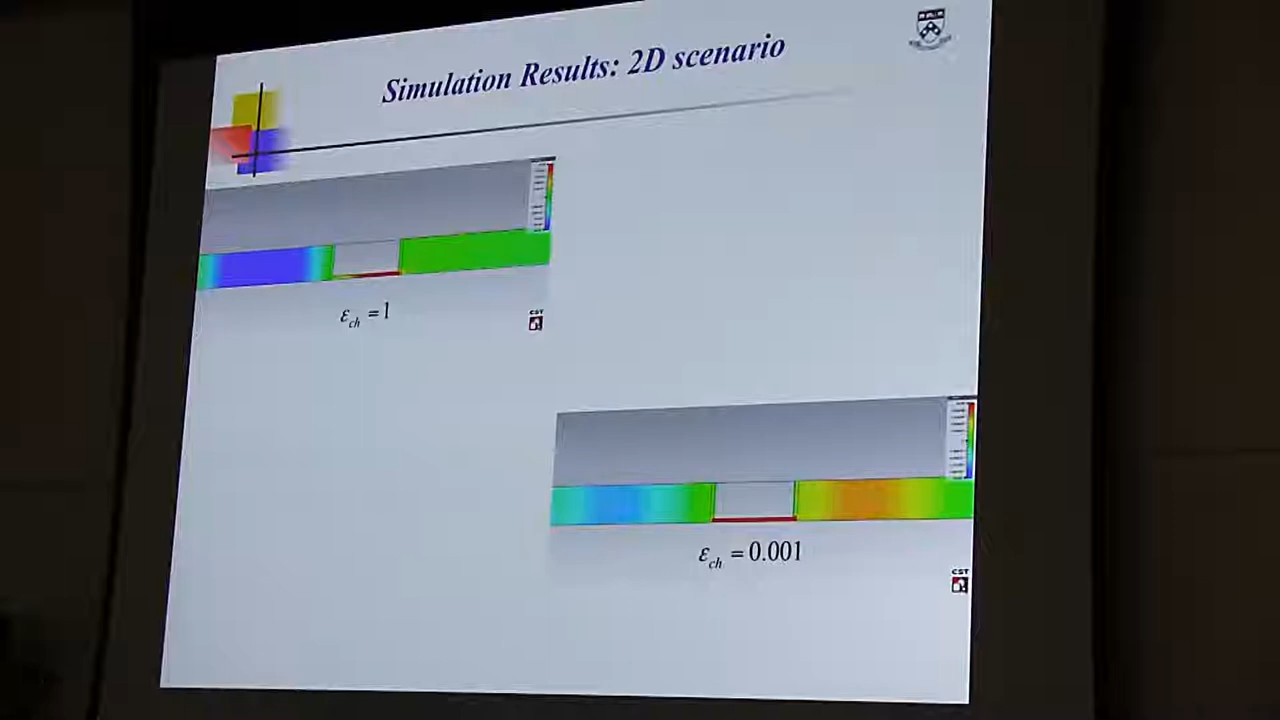 Simulation Results: 2D scenario
ε_ch = 1
CST
ε_ch = 0.001
CST